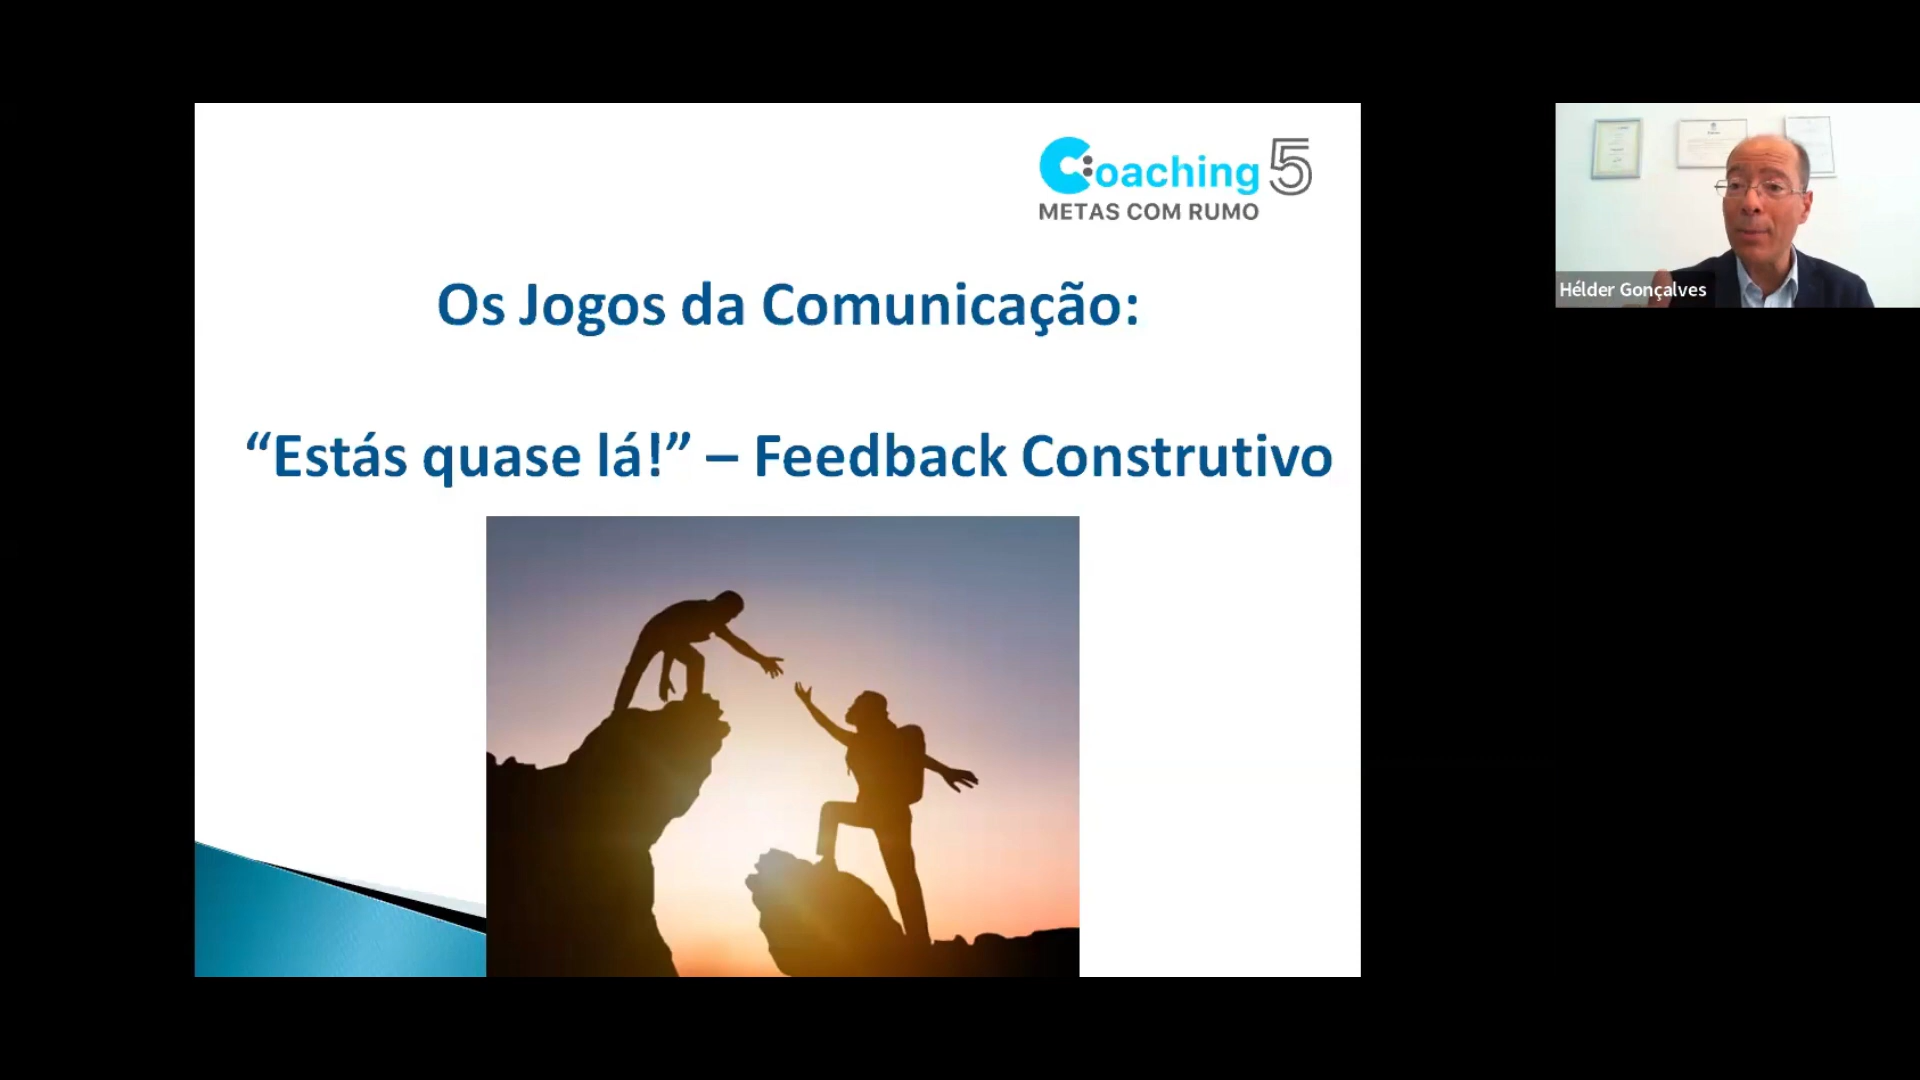 Coaching 5
METAS COM RUMO
Os Jogos da Comunicação:
“Estás quase lá!” – Feedback Construtivo
Hélder Gonçalves